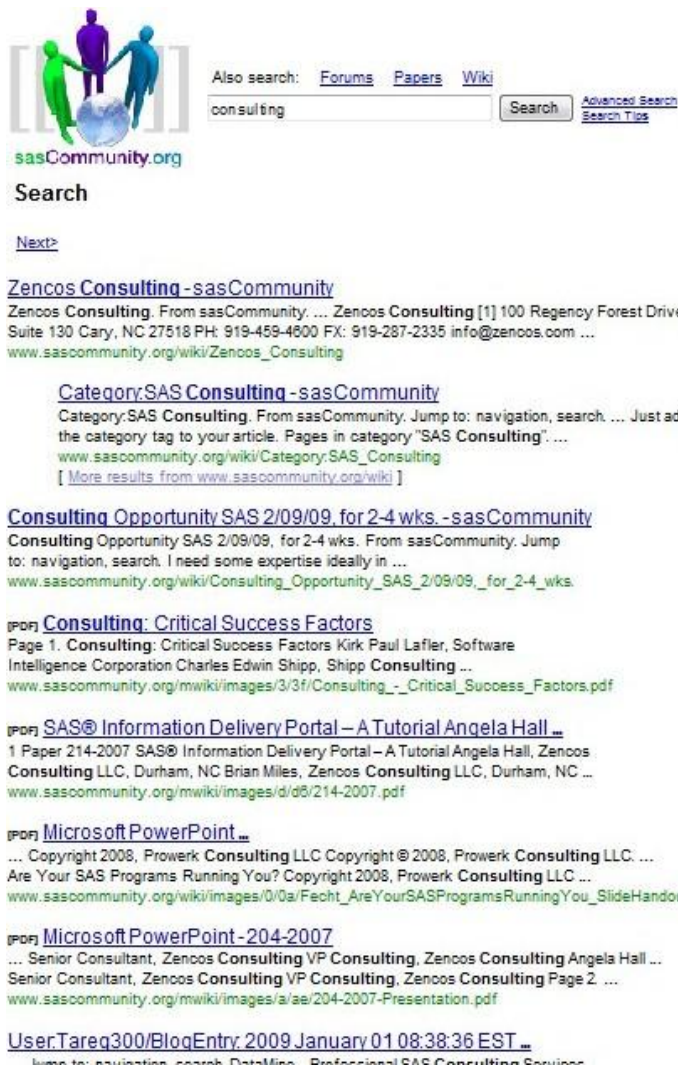 Also search: Forums Papers Wiki
consulting
Search
Advanced Search
Search Tips
sasCommunity.org
Search
Next>
Zencos Consulting - sasCommunity
Zencos Consulting. From sasCommunity. ... Zencos Consulting [1] 100 Regency Forest Drive
Suite 130 Cary, NC 27518 PH: 919-459-4600 FX: 919-287-2335 info@zencos.com ...
www.sascommunity.org/wiki/Zencos_Consulting
Category:SAS Consulting - sasCommunity
Category:SAS Consulting. From sasCommunity. Jump to: navigation, search. ... Just ad
the category tag to your article. Pages in category "SAS Consulting". ...
www.sascommunity.org/wiki/Category:SAS_Consulting
[ More results from www.sascommunity.org/wiki ]
Consulting Opportunity SAS 2/09/09, for 2-4 wks. - sasCommunity
Consulting Opportunity SAS 2/09/09, for 2-4 wks. From sasCommunity. Jump
to: navigation, search. I need some expertise ideally in ...
www.sascommunity.org/wiki/Consulting_Opportunity_SAS_2/09/09,_for_2-4_wks.
[PDF] Consulting: Critical Success Factors
Page 1. Consulting: Critical Success Factors Kirk Paul Lafler, Software
Intelligence Corporation Charles Edwin Shipp, Shipp Consulting ...
www.sascommunity.org/mwiki/images/3/3f/Consulting_-_Critical_Success_Factors.pdf
[PDF] SAS® Information Delivery Portal – A Tutorial Angela Hall ...
1 Paper 214-2007 SAS® Information Delivery Portal – A Tutorial Angela Hall, Zencos
Consulting LLC, Durham, NC Brian Miles, Zencos Consulting LLC, Durham, NC ...
www.sascommunity.org/mwiki/images/d/d6/214-2007.pdf
[PDF] Microsoft PowerPoint ...
... Copyright 2008, Prowerk Consulting LLC Copyright © 2008, Prowerk Consulting LLC. ...
Are Your SAS Programs Running You? Copyright 2008, Prowerk Consulting LLC ...
www.sascommunity.org/wiki/images/0/0a/Fecht_AreYourSASProgramsRunningYou_SlideHandou
[PDF] Microsoft PowerPoint - 204-2007
... Senior Consultant, Zencos Consulting VP Consulting, Zencos Consulting Angela Hall ...
Senior Consultant, Zencos Consulting VP Consulting, Zencos Consulting Page 2. ...
www.sascommunity.org/mwiki/images/a/ae/204-2007-Presentation.pdf
User:Tareq300/BlogEntry: 2009 January 01 08:38:36 EST ...
Jump to: navigation, search. DataMine - Professional SAS Consulting Services